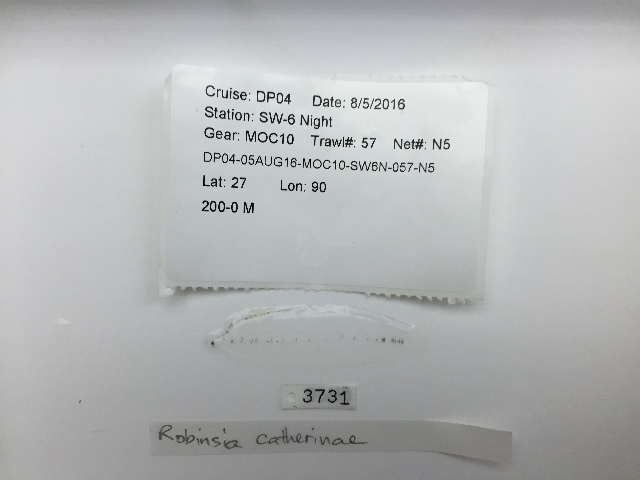 Cruise: DP04 Date: 8/5/2016
Station: SW-6 Night
Gear: MOC10 Trawl#: 57 Net#: N5
DP04-05AUG16-MOC10-SW6N-057-N5
Lat: 27 Lon: 90
200-0 M
3731
Robinsia catherinae